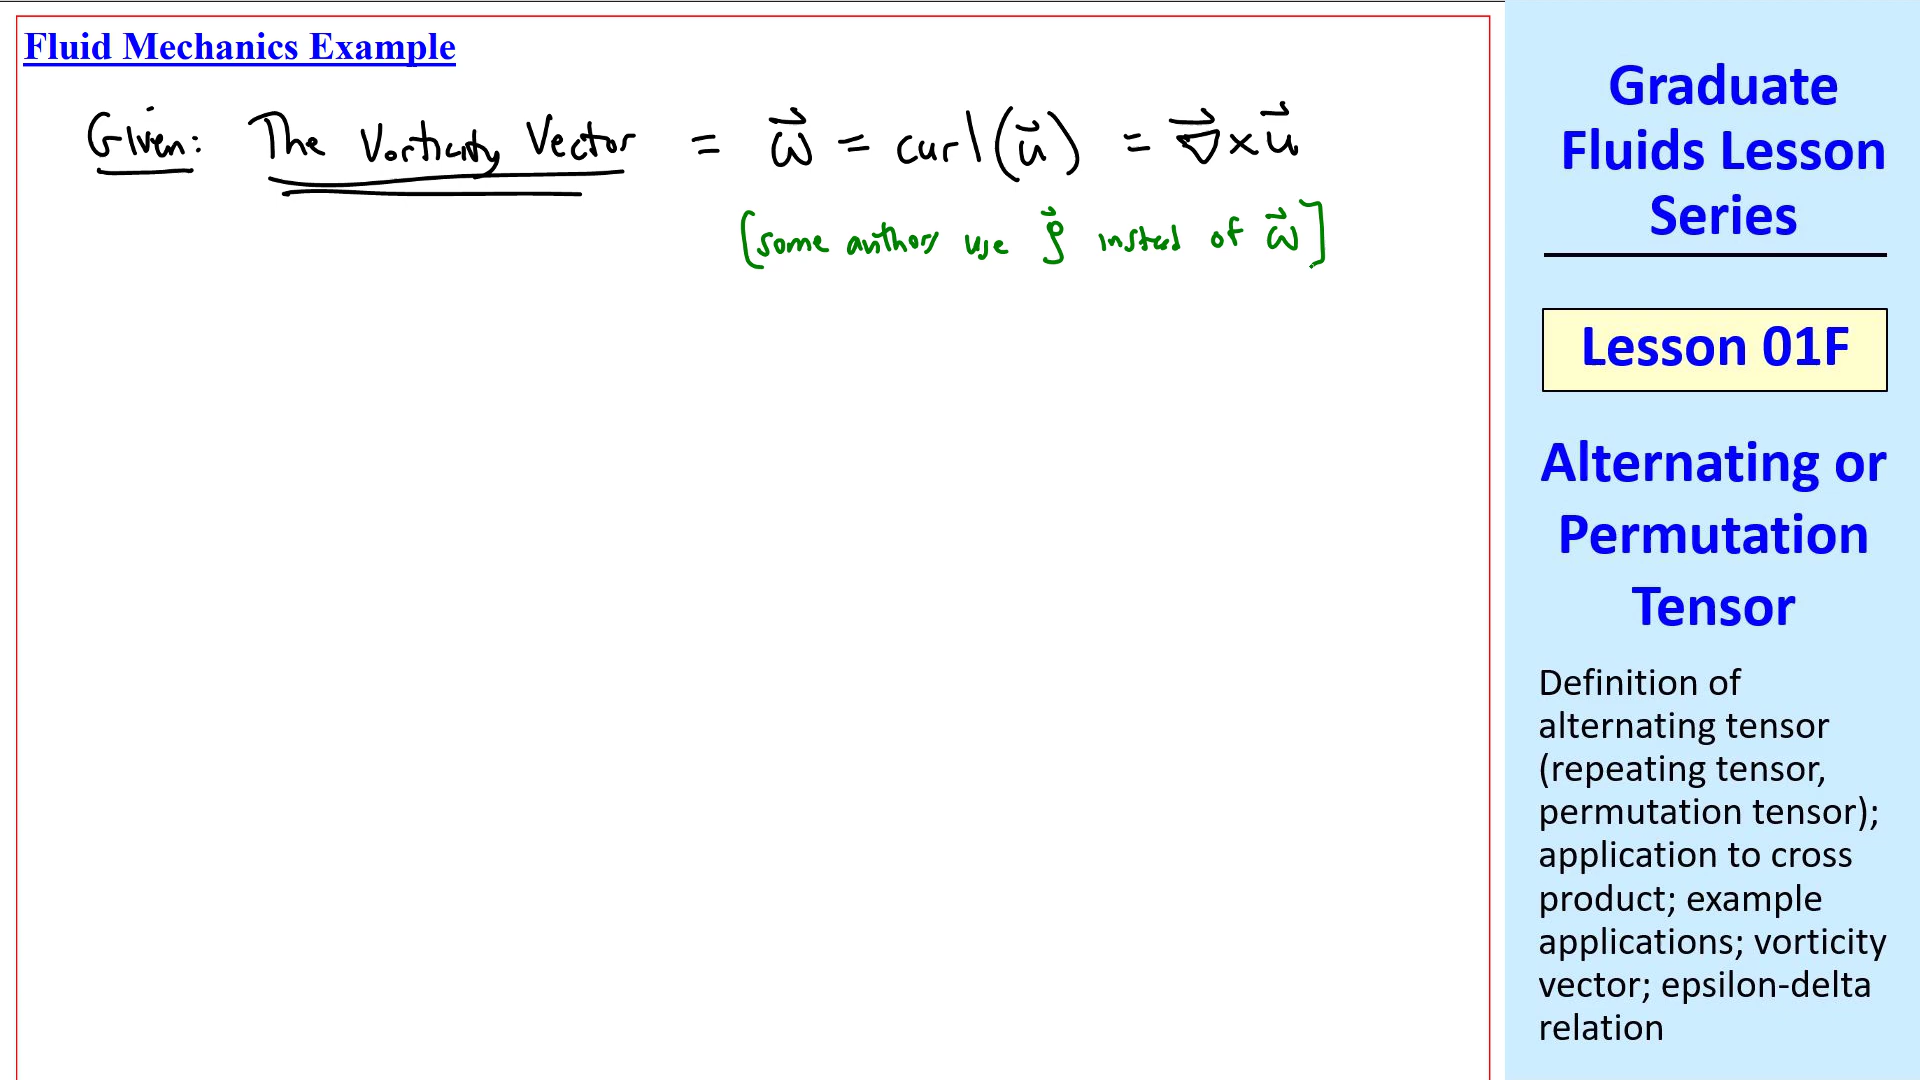 Fluid Mechanics Example
Given: The Vorticity Vector = ω⃗ = curl(u⃗) = ∇⃗×u⃗
[some authors use ζ⃗ instead of ω⃗]
Graduate
Fluids Lesson
Series
Lesson 01F
Alternating or
Permutation
Tensor
Definition of
alternating tensor
(repeating tensor,
permutation tensor);
application to cross
product; example
applications; vorticity
vector; epsilon-delta
relation